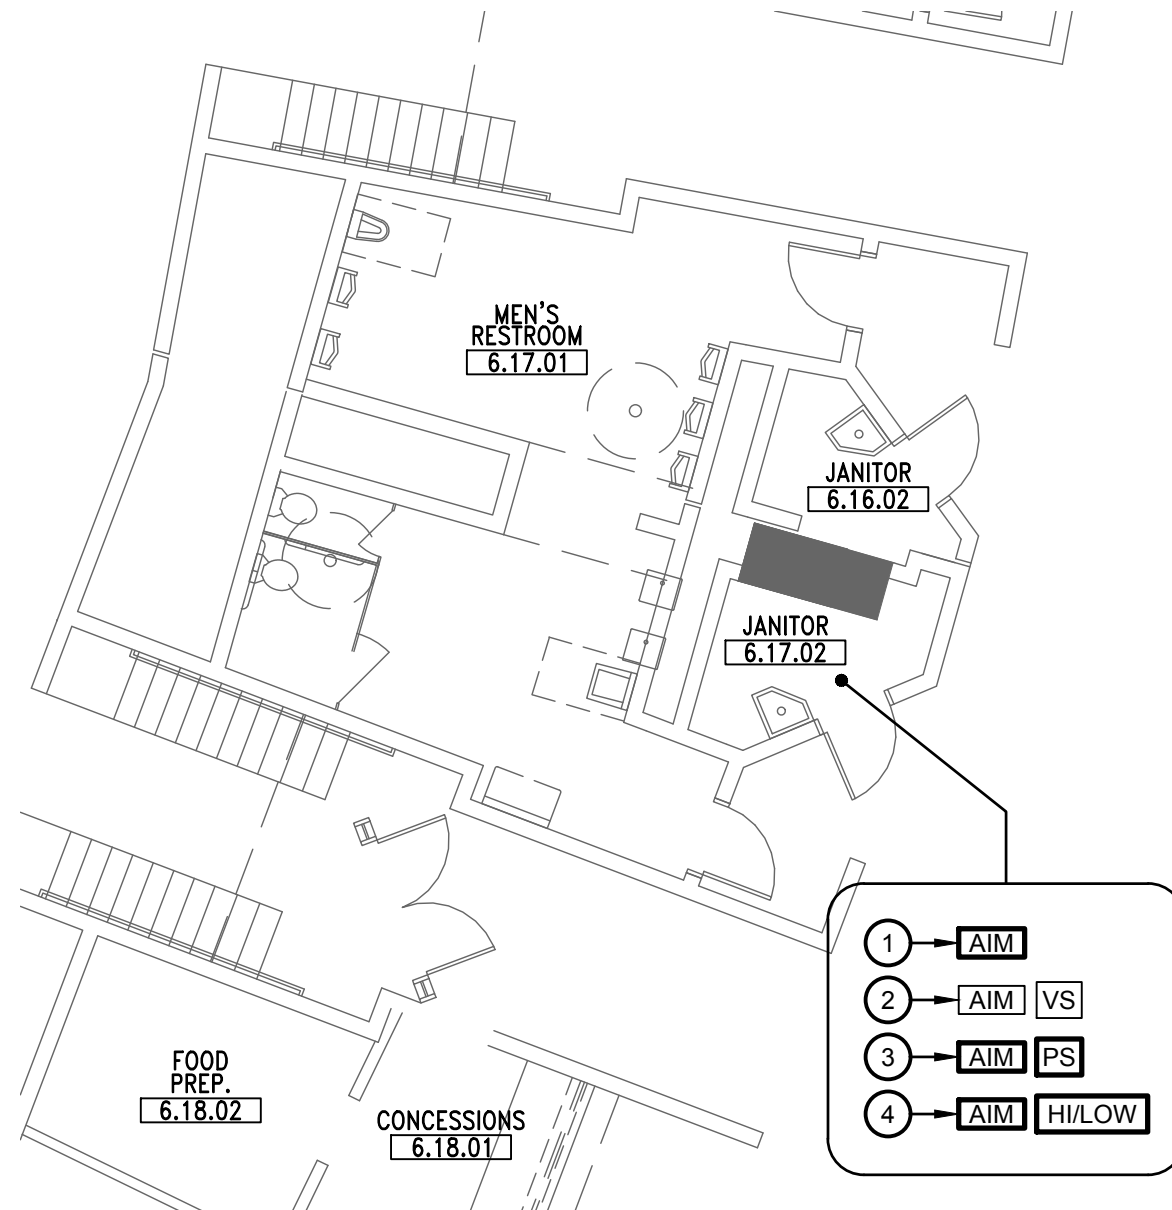 MEN'S
RESTROOM
6.17.01
JANITOR
6.16.02
JANITOR
6.17.02
1 AIM
2 AIM VS
3 AIM PS
4 AIM HI/LOW
FOOD
PREP.
6.18.02
CONCESSIONS
6.18.01